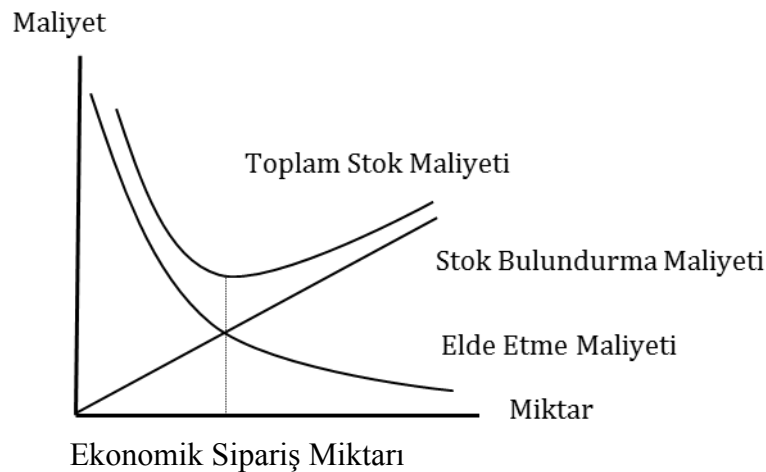 Maliyet
Toplam Stok Maliyeti
Stok Bulundurma Maliyeti
Elde Etme Maliyeti
Miktar
Ekonomik Sipariş Miktarı